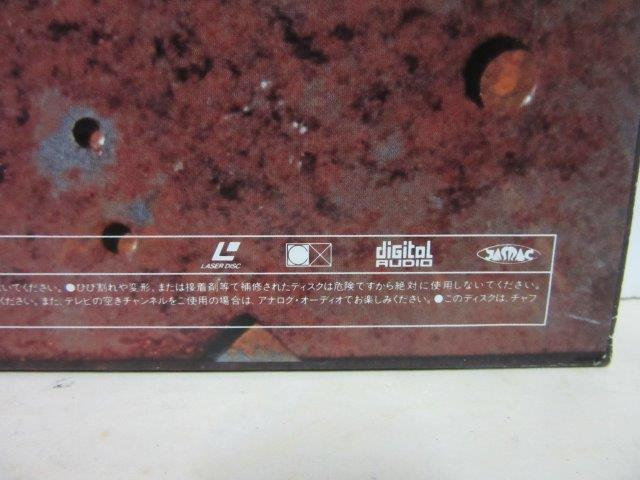 LASER DISC
digital AUDIO
JASRAC
いてください。●ひび割れや変形、または接着剤等で補修されたディスクは危険ですから絶対に使用しないてください。
ください。また、テレビの空きチャンネルをご使用の場合は、アナログ・オーディオてお楽しみください。●このディスクは、チャプ